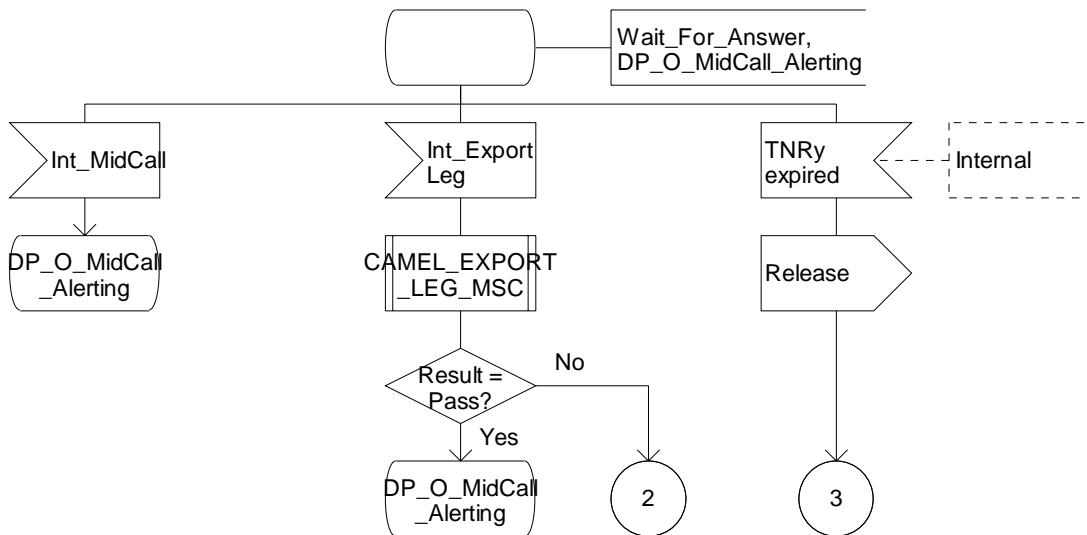 Wait_For_Answer,
DP_O_MidCall_Alerting
Int_MidCall
Int_Export
Leg
TNRy
expired
Internal
DP_O_MidCall
_Alerting
CAMEL_EXPORT
_LEG_MSC
Release
Result =
Pass?
No
Yes
DP_O_MidCall
_Alerting
2
3